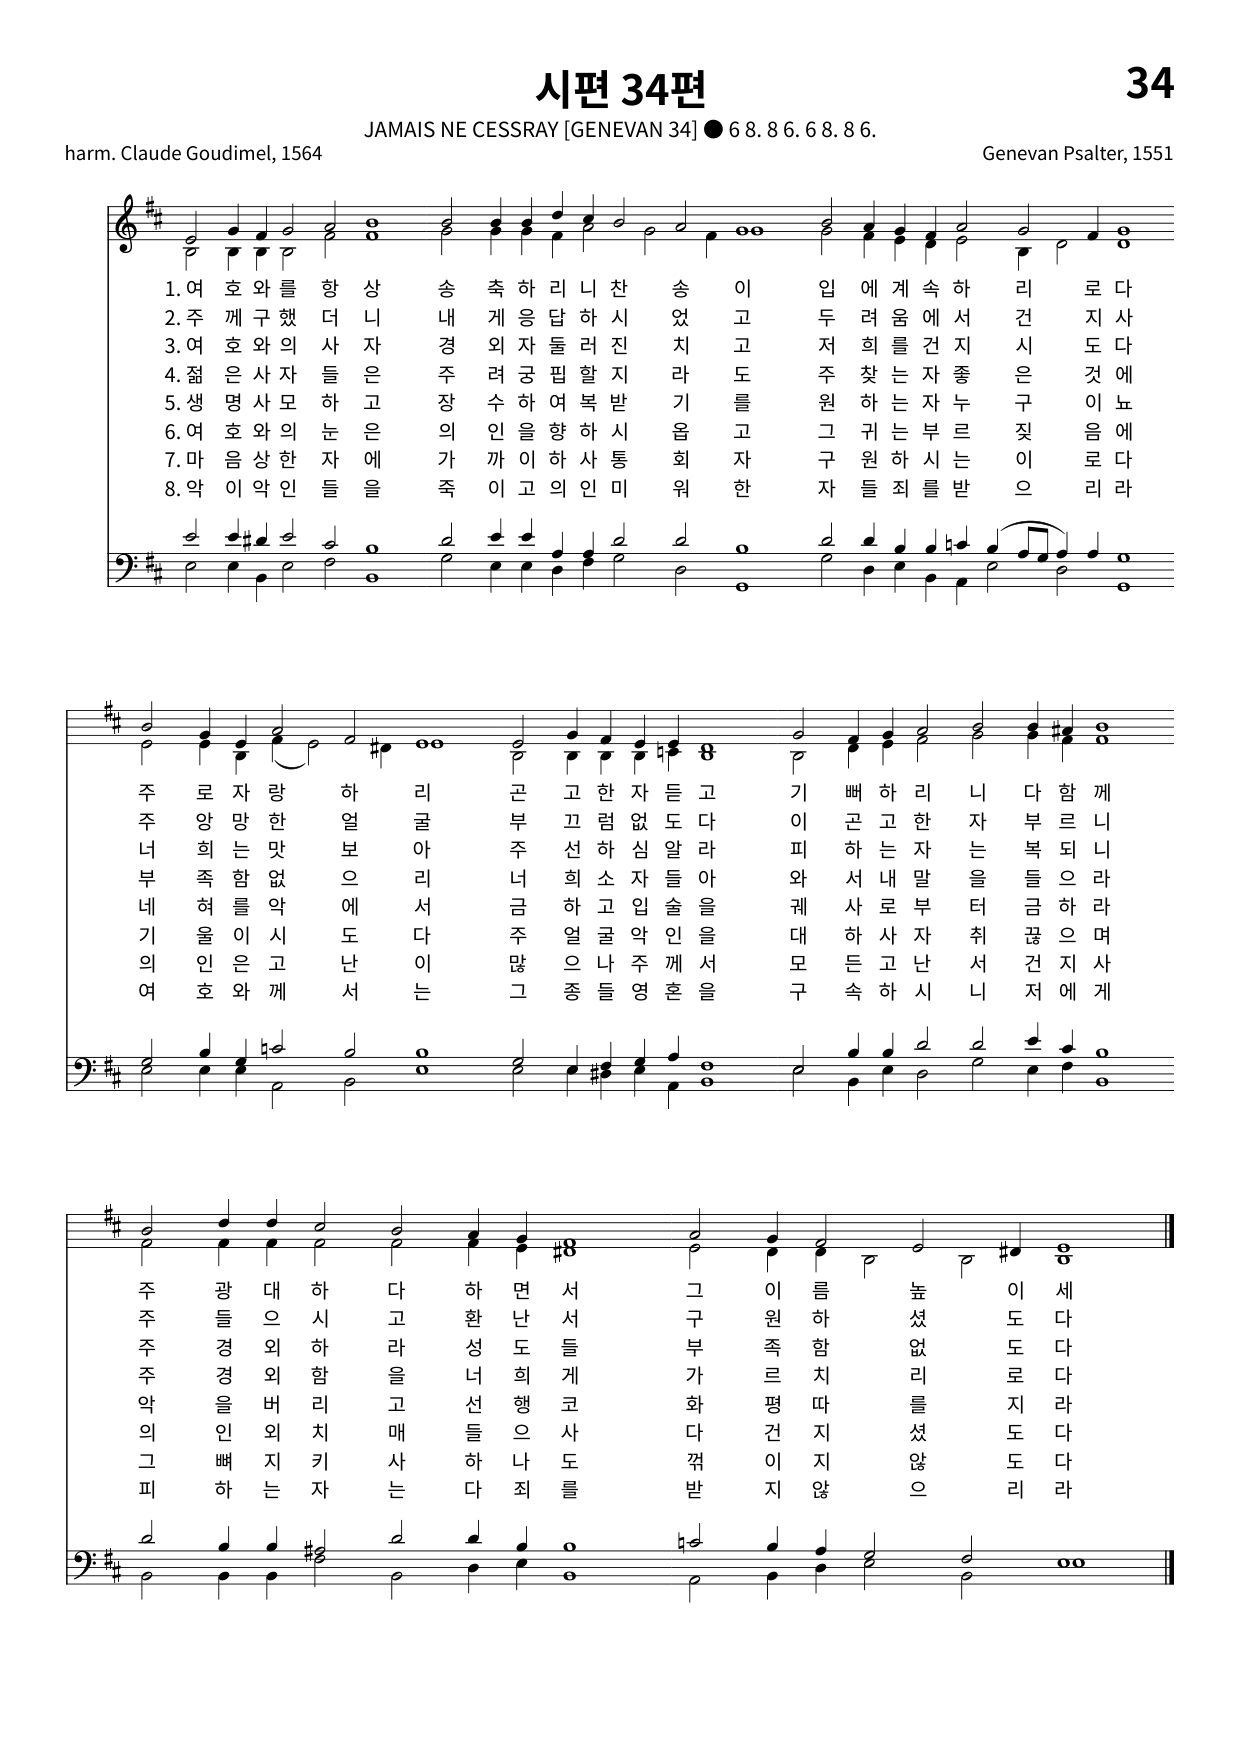 시편 34편
34
JAMAIS NE CESSRAY [GENEVAN 34] ● 6 8. 8 6. 6 8. 8 6.
harm. Claude Goudimel, 1564
Genevan Psalter, 1551
1. 여 호 와 를 항 상 송 축 하 리 니 찬 송 이 입 에 계 속 하 리 로 다
2. 주 께 구 했 더 니 내 게 응 답 하 시 었 고 두 려 움 에 서 건 지 사
3. 여 호 와 의 사 자 경 외 자 둘 러 진 치 고 저 희 를 건 지 시 도 다
4. 젊 은 사 자 들 은 주 려 궁 핍 할 지 라 도 주 찾 는 자 좋 은 것 에
5. 생 명 사 모 하 고 장 수 하 여 복 받 기 를 원 하 는 자 누 구 이 뇨
6. 여 호 와 의 눈 은 의 인 을 향 하 시 옵 고 그 귀 는 부 르 짖 음 에
7. 마 음 상 한 자 에 가 까 이 하 사 통 회 자 구 원 하 시 는 이 로 다
8. 악 이 악 인 들 을 죽 이 고 의 인 미 워 한 자 들 죄 를 받 으 리 라
주 로 자 랑 하 리 곤 고 한 자 듣 고 기 뻐 하 리 니 다 함 께
주 앙 망 한 얼 굴 부 끄 럼 없 도 다 이 곤 고 한 자 부 르 니
너 희 는 맛 보 아 주 선 하 심 알 라 피 하 는 자 는 복 되 니
부 족 함 없 으 리 너 희 소 자 들 아 와 서 내 말 을 들 으 라
네 혀 를 악 에 서 금 하 고 입 술 을 궤 사 로 부 터 금 하 라
기 울 이 시 도 다 주 얼 굴 악 인 을 대 하 사 자 취 끊 으 며
의 인 은 고 난 이 많 으 나 주 께 서 모 든 고 난 서 건 지 사
여 호 와 께 서 는 그 종 들 영 혼 을 구 속 하 시 니 저 에 게
주 광 대 하 다 하 면 서 그 이 름 높 이 세
주 들 으 시 고 환 난 서 구 원 하 셨 도 다
주 경 외 하 라 성 도 들 부 족 함 없 도 다
주 경 외 함 을 너 희 게 가 르 치 리 로 다
악 을 버 리 고 선 행 코 화 평 따 를 지 라
의 인 외 치 매 들 으 사 다 건 지 셨 도 다
그 뼈 지 키 사 하 나 도 꺾 이 지 않 도 다
피 하 는 자 는 다 죄 를 받 지 않 으 리 라